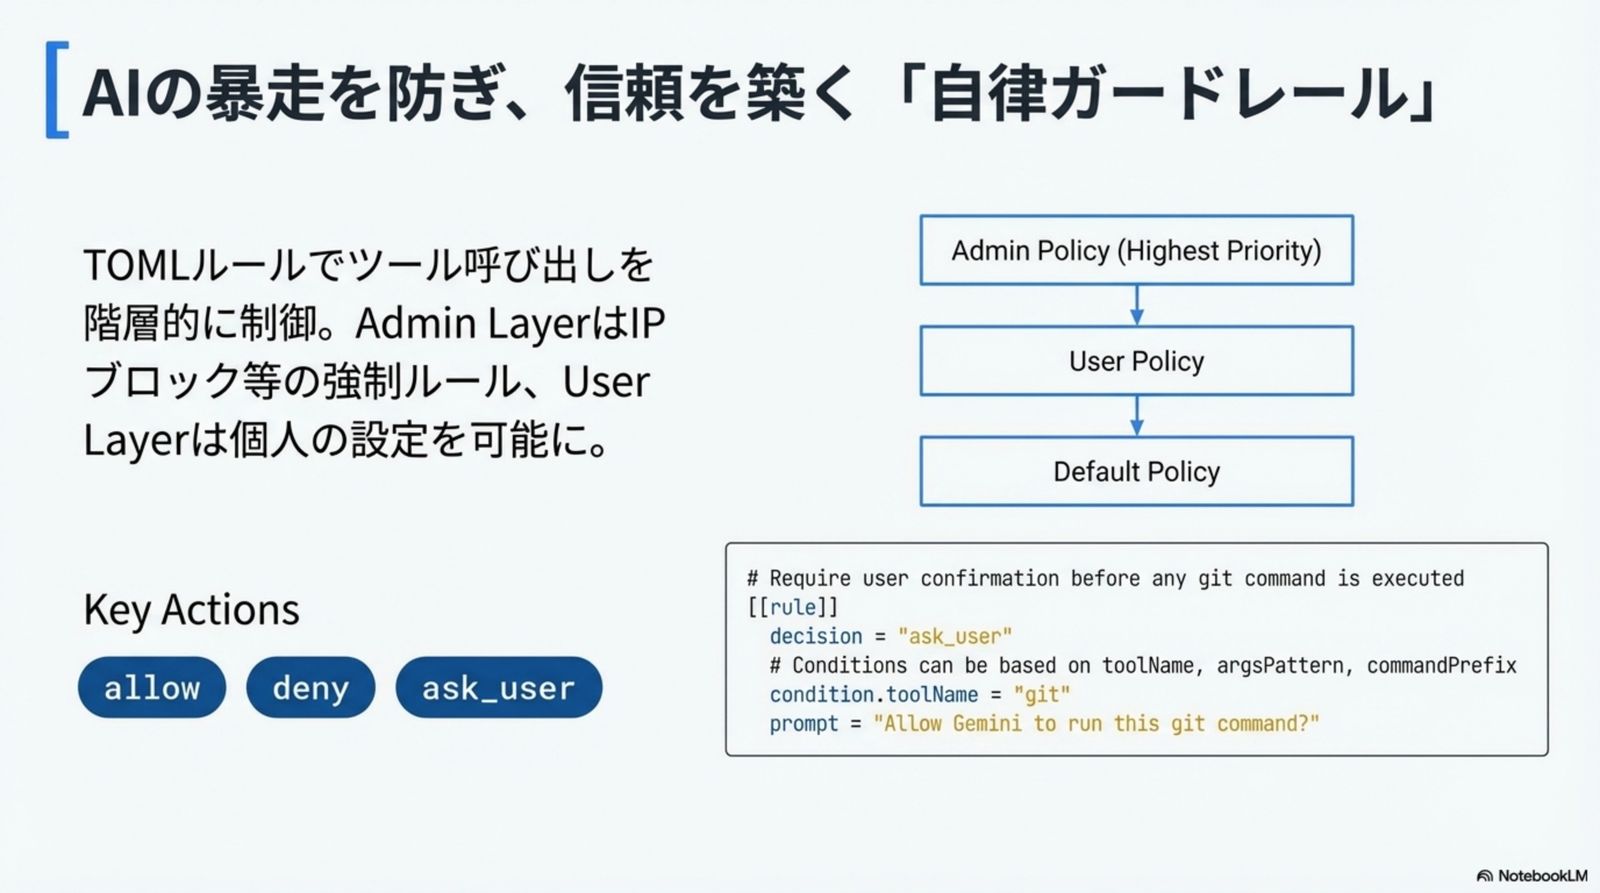 AIの暴走を防ぎ、信頼を築く「自律ガードレール」
TOMLルールでツール呼び出しを
階層的に制御。Admin LayerはIP
ブロック等の強制ルール、User
Layerは個人の設定を可能に。
Key Actions
allow deny ask_user
Admin Policy (Highest Priority)
User Policy
Default Policy
# Require user confirmation before any git command is executed
[[rule]]
decision = "ask_user"
# Conditions can be based on toolName, argsPattern, commandPrefix
condition.toolName = "git"
prompt = "Allow Gemini to run this git command?"
NotebookLM